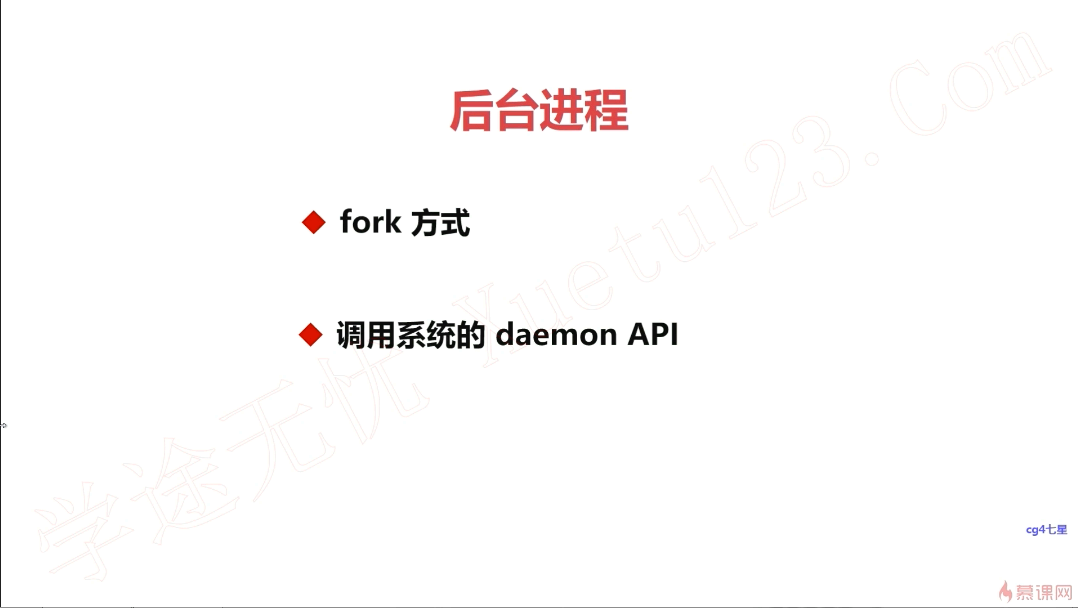 后台进程
fork 方式
调用系统的 daemon API
学途无忧 Xuetu123.Com
cg4七星
慕课网